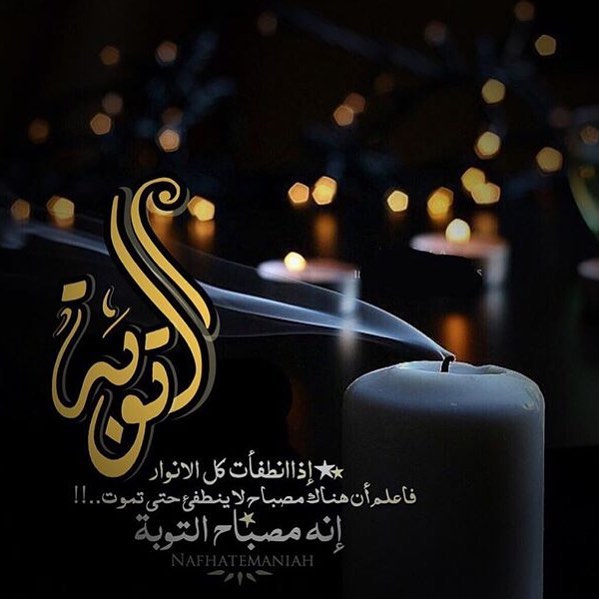 التوبة
إذا انطفأت كل الانوار
فاعلم أن هناك مصباح لا ينطفئ حتى تموت..!!
إنه مصباح التوبة
NAFHATEMANIAH